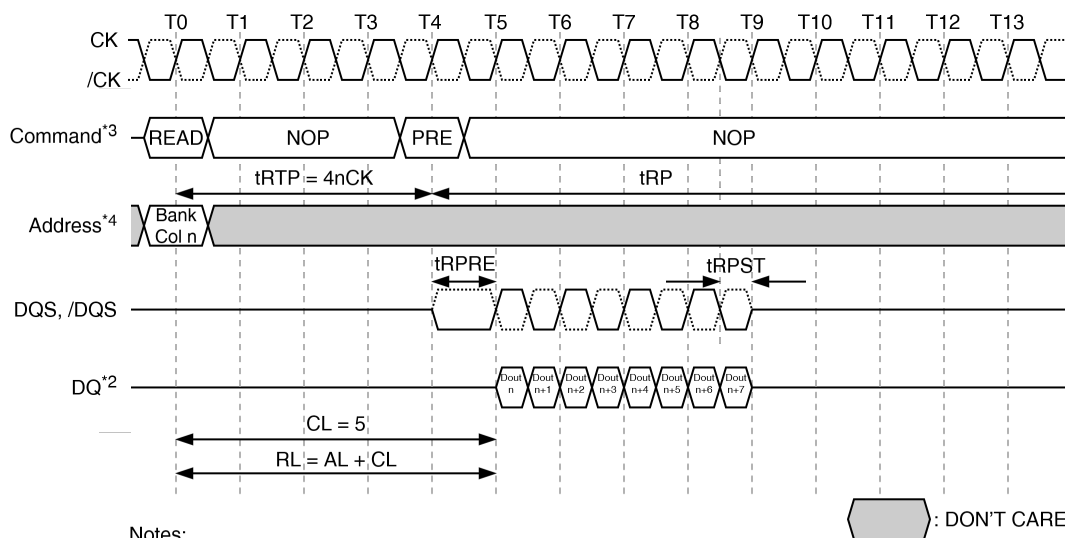 T0 T1 T2 T3 T4 T5 T6 T7 T8 T9 T10 T11 T12 T13
CK
/CK
Command*3 READ NOP PRE NOP
tRTP = 4nCK tRP
Address*4 Bank
Col n
tRPRE tRPST
DQS, /DQS
DQ*2 Dout Dout Dout Dout Dout Dout Dout Dout
n n+1 n+2 n+3 n+4 n+5 n+6 n+7
CL = 5
RL = AL + CL
: DON'T CARE
Notes: